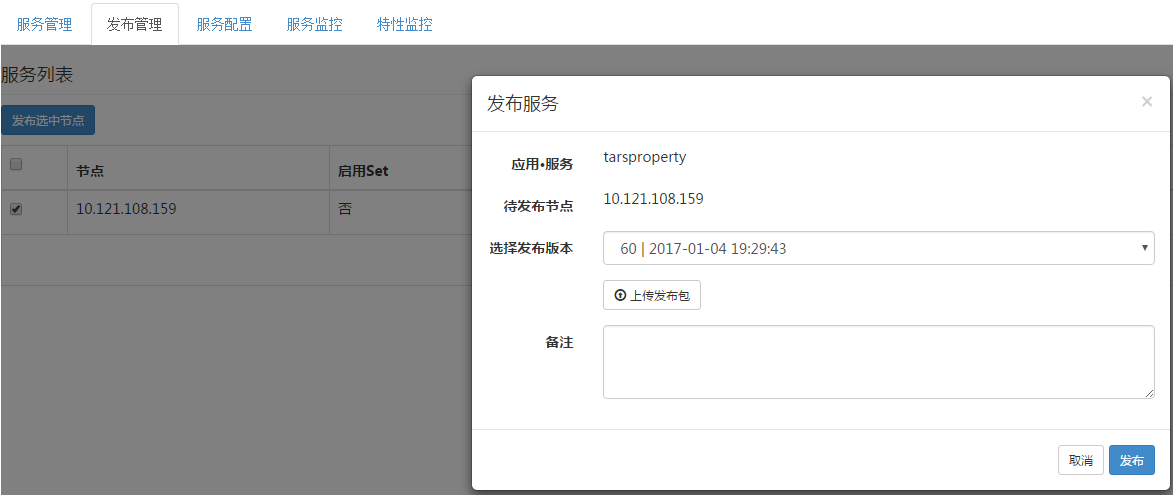 服务管理 发布管理 服务配置 服务监控 特性监控
服务列表
发布选中节点
节点 启用Set
10.121.108.159 否
发布服务 ×
应用•服务 tarsproperty
待发布节点 10.121.108.159
选择发布版本 60 | 2017-01-04 19:29:43
上传发布包
备注
取消 发布